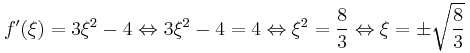 f′(ξ) = 3ξ² − 4 ⇔ 3ξ² − 4 = 4 ⇔ ξ² = 8/3 ⇔ ξ = ±√(8/3)